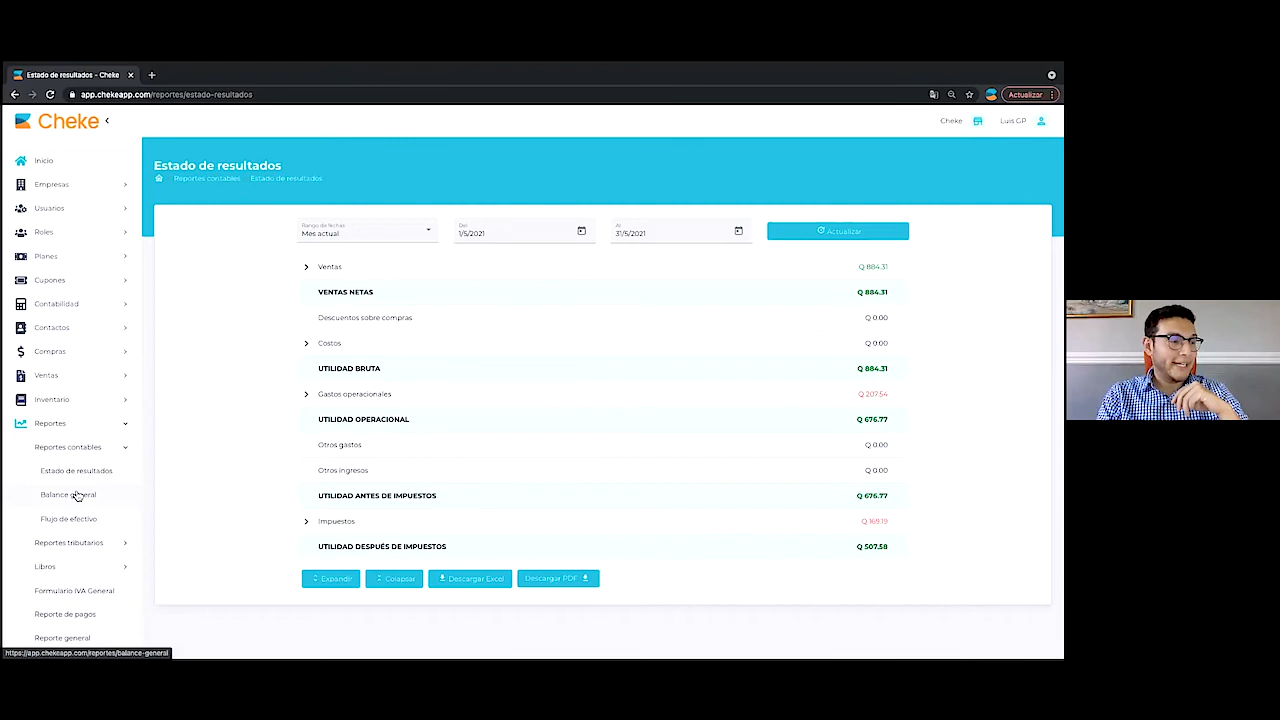 Estado de resultados - Cheke
app.chekeapp.com/reportes/estado-resultados
Actualizar
Cheke
Cheke
Luis GP
Inicio
Empresas
Usuarios
Roles
Planes
Cupones
Contabilidad
Contactos
Compras
Ventas
Inventario
Reportes
Reportes contables
Estado de resultados
Balance general
Flujo de efectivo
Reportes tributarios
Libros
Formulario IVA General
Reporte de pagos
Reporte general
https://app.chekeapp.com/reportes/balance-general
Estado de resultados
Reportes contables Estado de resultados
Rango de fechas
Mes actual
Del
1/5/2021
Al
31/5/2021
Actualizar
Ventas Q 884.31
VENTAS NETAS Q 884.31
Descuentos sobre compras Q 0.00
Costos Q 0.00
UTILIDAD BRUTA Q 884.31
Gastos operacionales Q 207.54
UTILIDAD OPERACIONAL Q 676.77
Otros gastos Q 0.00
Otros ingresos Q 0.00
UTILIDAD ANTES DE IMPUESTOS Q 676.77
Impuestos Q 169.19
UTILIDAD DESPUÉS DE IMPUESTOS Q 507.58
Expandir
Colapsar
Descargar Excel
Descargar PDF